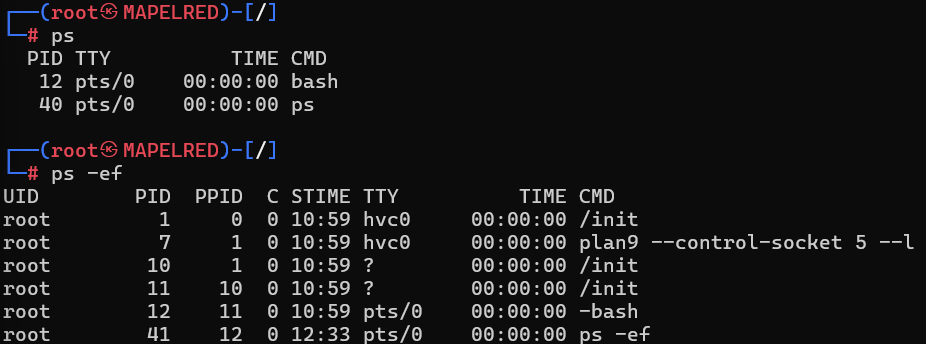 ┌──(root㉿MAPELRED)-[/]
└─# ps
  PID TTY          TIME CMD
   12 pts/0    00:00:00 bash
   40 pts/0    00:00:00 ps
┌──(root㉿MAPELRED)-[/]
└─# ps -ef
UID        PID  PPID  C STIME TTY          TIME CMD
root         1     0  0 10:59 hvc0     00:00:00 /init
root         7     1  0 10:59 hvc0     00:00:00 plan9 --control-socket 5 --l
root        10     1  0 10:59 ?        00:00:00 /init
root        11    10  0 10:59 ?        00:00:00 /init
root        12    11  0 10:59 pts/0    00:00:00 -bash
root        41    12  0 12:33 pts/0    00:00:00 ps -ef